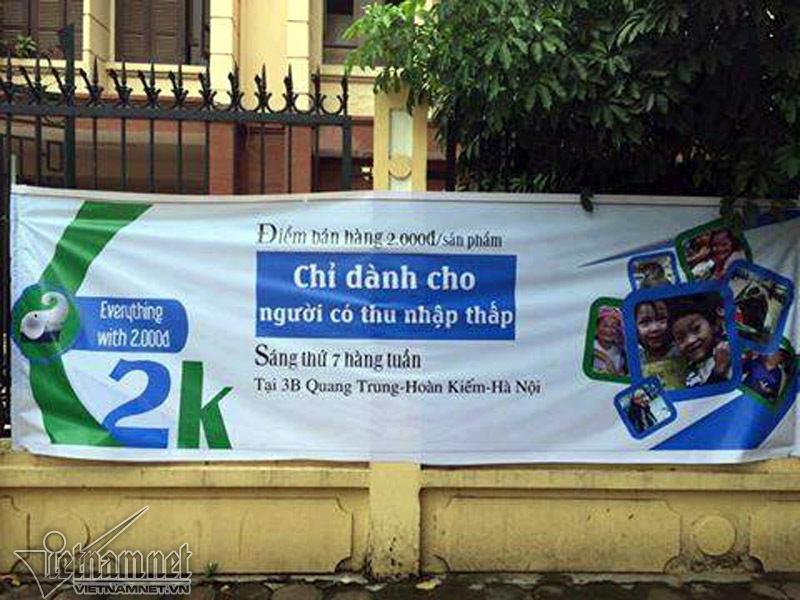 Điểm bán hàng 2.000đ/sản phẩm
Chỉ dành cho
người có thu nhập thấp
Sáng thứ 7 hàng tuần
Tại 3B Quang Trung-Hoàn Kiếm-Hà Nội
Everything
with 2.000đ
2k
Vietnamnet
VIETNAMNET.VN